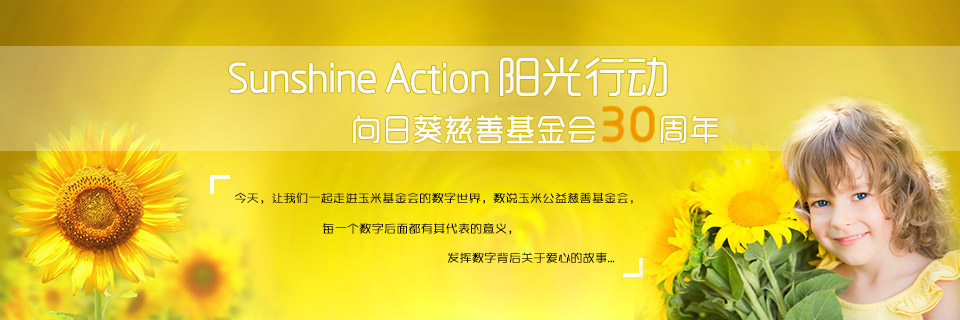 Sunshine Action 阳光行动
向日葵慈善基金会30周年
今天，让我们一起走进玉米基金会的数字世界，数说玉米公益慈善基金会，
每一个数字后面都有其代表的意义，
发挥数字背后关于爱心的故事...